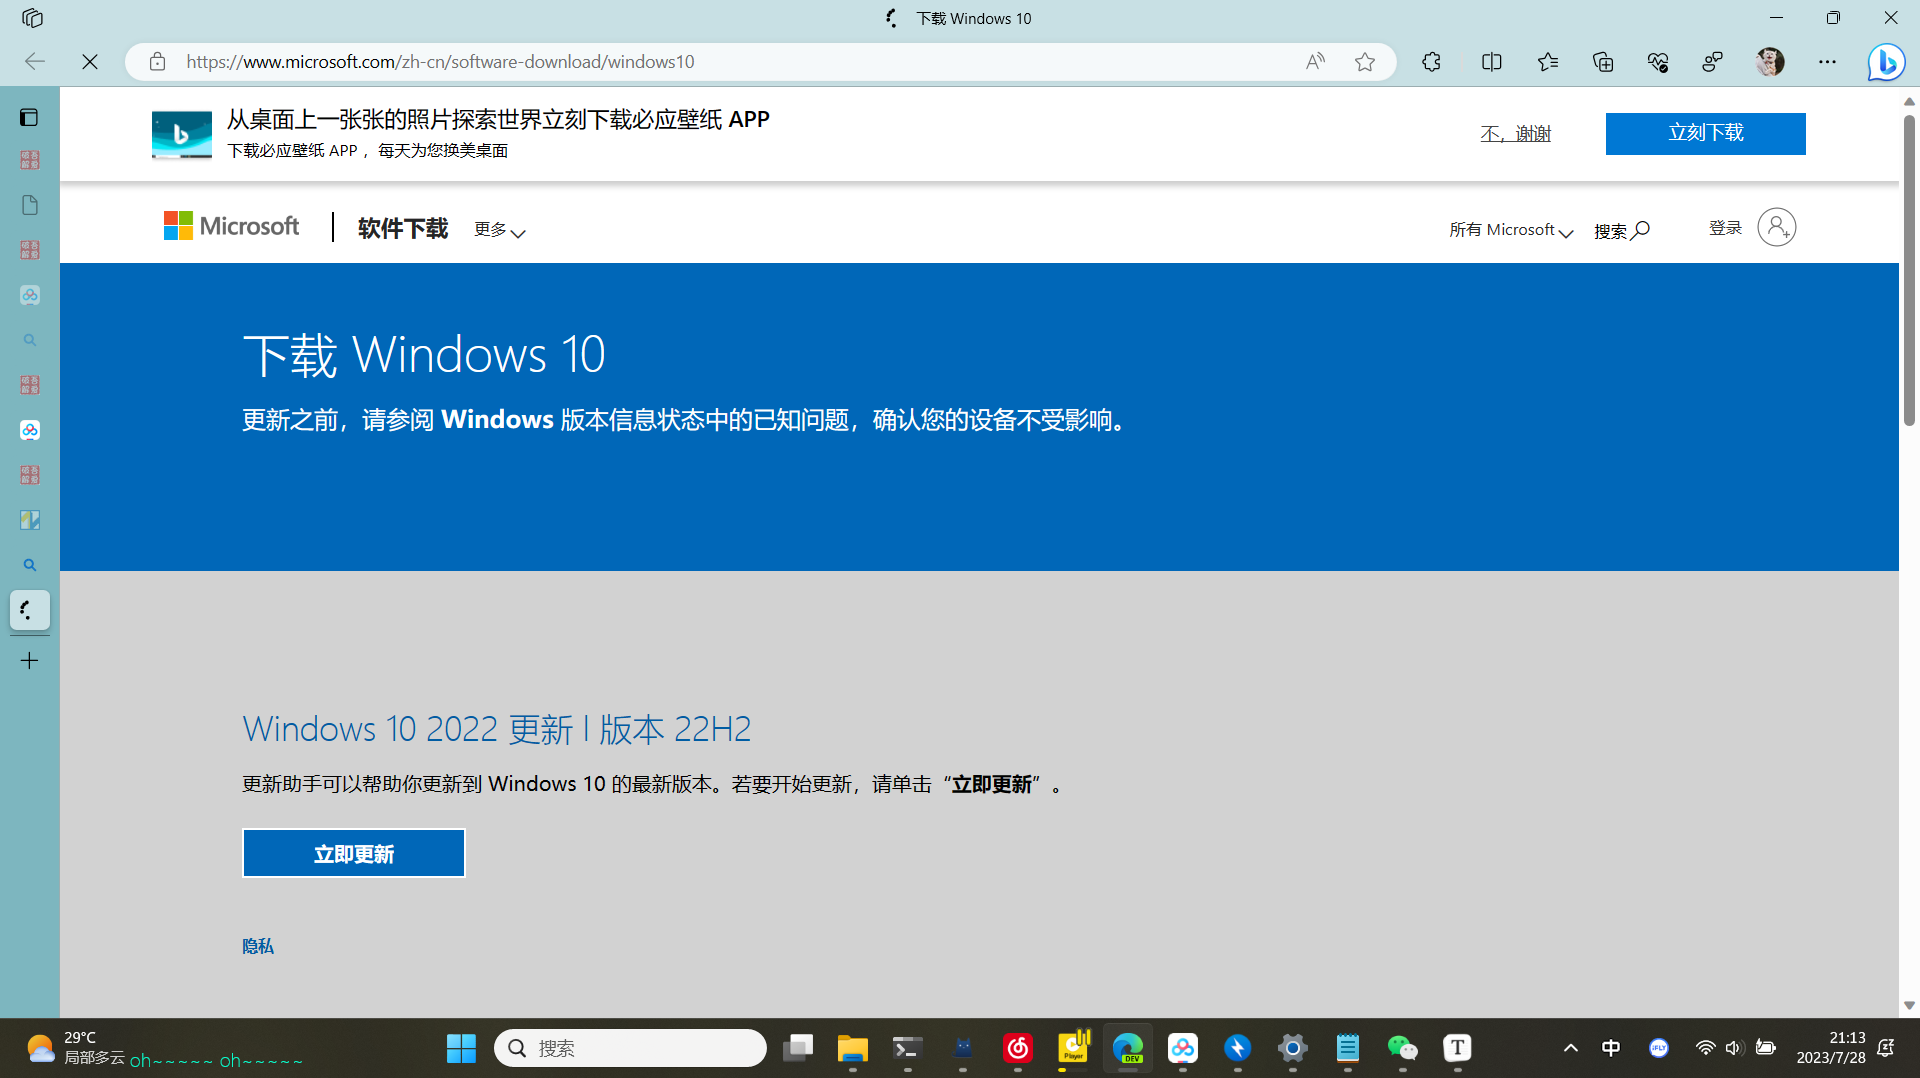 下载 Windows 10
https://www.microsoft.com/zh-cn/software-download/windows10
从桌面上一张张的照片探索世界立刻下载必应壁纸 APP
下载必应壁纸 APP ，每天为您换美桌面
不，谢谢
立刻下载
Microsoft
软件下载
更多
所有 Microsoft
搜索
登录
下载 Windows 10
更新之前，请参阅 Windows 版本信息状态中的已知问题，确认您的设备不受影响。
Windows 10 2022 更新 l 版本 22H2
更新助手可以帮助你更新到 Windows 10 的最新版本。若要开始更新，请单击“立即更新”。
立即更新
隐私
29°C
局部多云
oh~~~~~ oh~~~~~
搜索
Player
DEV
T
中
iFLY
21:13
2023/7/28